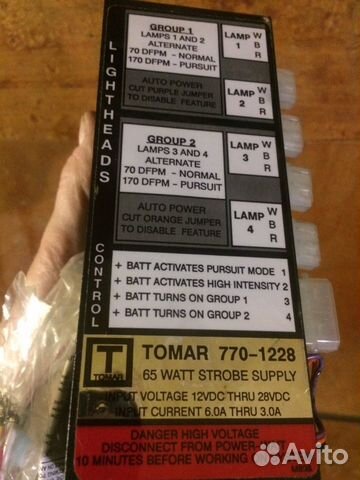 LIGHTHEADS
GROUP 1
LAMPS 1 AND 2
ALTERNATE
70 DFPM - NORMAL
170 DFPM - PURSUIT
LAMP 1
W
B
R
AUTO POWER
CUT PURPLE JUMPER
TO DISABLE FEATURE
LAMP 2
W
B
R
GROUP 2
LAMPS 3 AND 4
ALTERNATE
70 DFPM - NORMAL
170 DFPM - PURSUIT
LAMP 3
W
B
R
AUTO POWER
CUT ORANGE JUMPER
TO DISABLE FEATURE
LAMP 4
W
B
R
CONTROL
+ BATT ACTIVATES PURSUIT MODE 1
+ BATT ACTIVATES HIGH INTENSITY 2
+ BATT TURNS ON GROUP 1 3
+ BATT TURNS ON GROUP 2 4
T
TOMAR
TOMAR 770-1228
65 WATT STROBE SUPPLY
INPUT VOLTAGE 12VDC THRU 28VDC
INPUT CURRENT 6.0A THRU 3.0A
DANGER HIGH VOLTAGE
DISCONNECT FROM POWER
10 MINUTES BEFORE WORKING
Avito